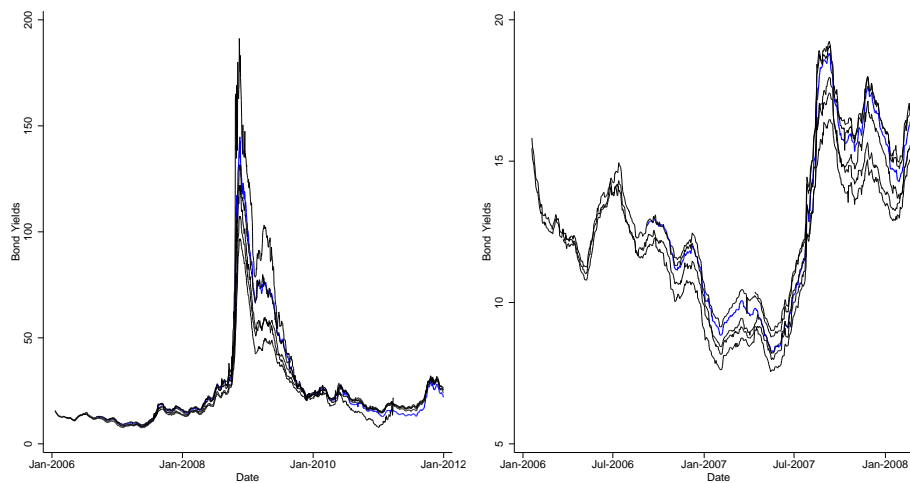 200
150
100
50
0
Bond Yields
Jan-2006
Jan-2008
Jan-2010
Jan-2012
Date
20
15
10
5
Bond Yields
Jan-2006
Jul-2006
Jan-2007
Jul-2007
Jan-2008
Date